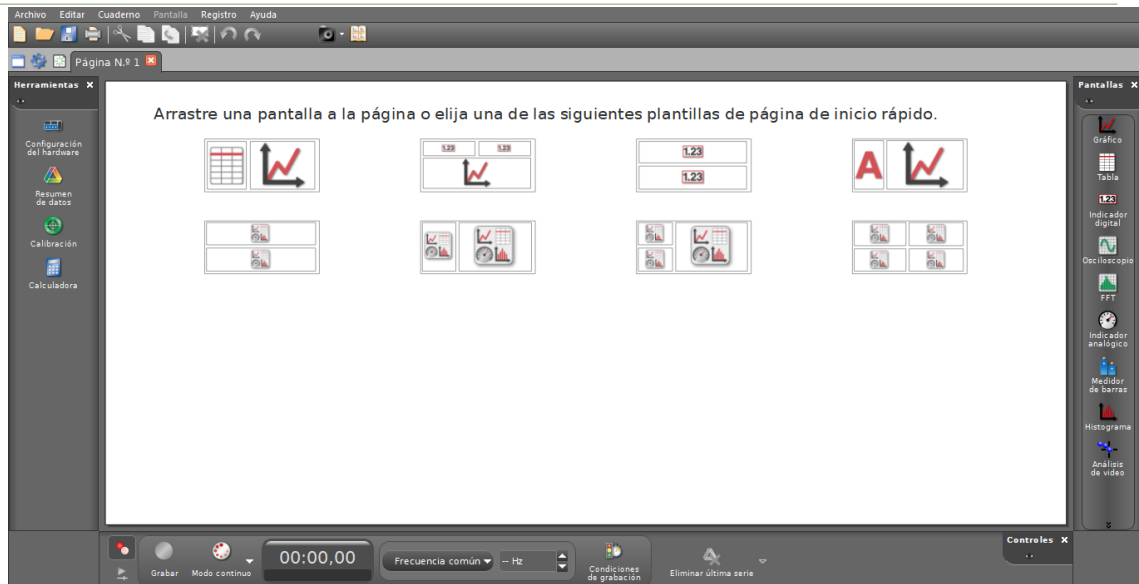 Archivo Editar Cuaderno Pantalla Registro Ayuda
Página N.º 1
Herramientas
Configuración
del hardware
Resumen
de datos
Calibración
Calculadora
Arrastre una pantalla a la página o elija una de las siguientes plantillas de página de inicio rápido.
1.23 1.23
1.23
1.23
A
Pantallas
Gráfico
Tabla
1.23
Indicador
digital
Osciloscopio
FFT
Indicador
analógico
Medidor
de barras
Histograma
Análisis
de video
Grabar
Modo continuo
00:00,00
Frecuencia común
-- Hz
Condiciones
de grabación
Eliminar última serie
Controles